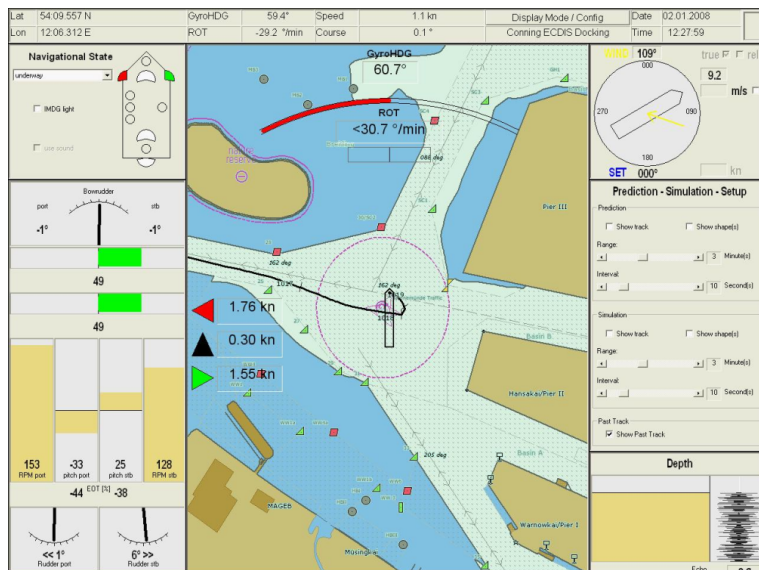 Lat 54:09.557 N GyroHDG 59.4° Speed 1.1 kn Display Mode / Config Date 02.01.2008
Lon 12:06.312 E ROT -29.2 °/min Course 0.1 ° Conning ECDIS Docking Time 12:27:59
Navigational State
underway
IMDG light
use sound
Bowrudder
port stb
-1° -1°
49
49
153 -33 25 128
RPM port pitch port pitch stb RPM stb
-44 EOT [%] -38
<< 1° 6° >>
Rudder port Rudder stb
GyroHDG
60.7°
ROT
<30.7 °/min
nature
reserve
086 deg
162 deg
162 deg
205 deg
1.76 kn
0.30 kn
1.55 kn
Pier III
Basin B
Hansakai/Pier II
Basin A
Warnowkai/Pier I
MAGEB
WIND 109°
true rel
000
9.2
m/s
270 090
180
SET 000°
kn
Prediction - Simulation - Setup
Prediction
Show track Show shape(s)
Range:
3 Minute(s)
Interval:
10 Second(s)
Simulation
Show track Show shape(s)
Range:
3 Minute(s)
Interval:
10 Second(s)
Past Track
Show Past Track
Depth
Echo